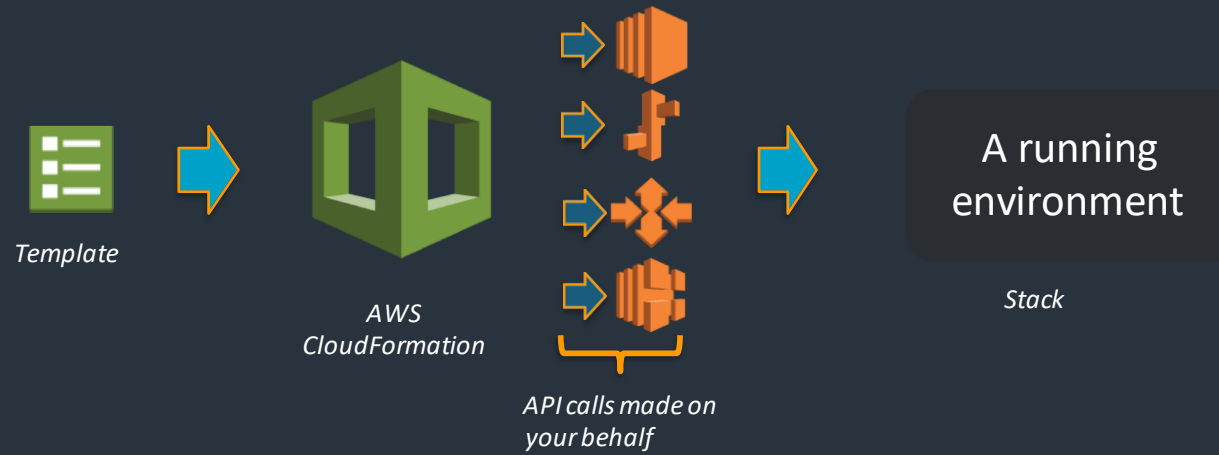 Template
AWS
CloudFormation
API calls made on
your behalf
A running
environment
Stack